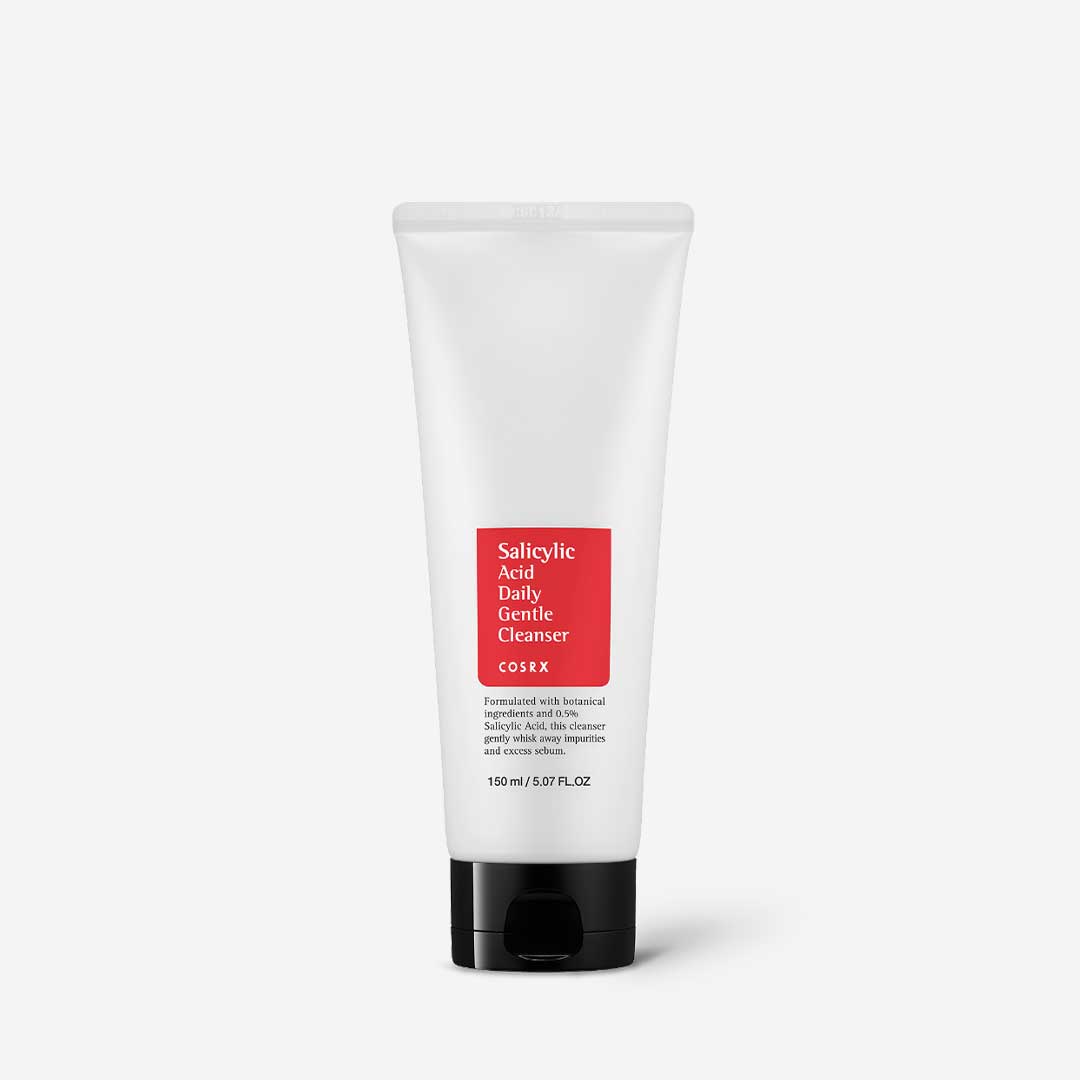 Salicylic
Acid
Daily
Gentle
Cleanser
COSRX
Formulated with botanical
ingredients and 0.5%
Salicylic Acid, this cleanser
gently whisk away impurities
and excess sebum.
150 ml / 5.07 FL.OZ